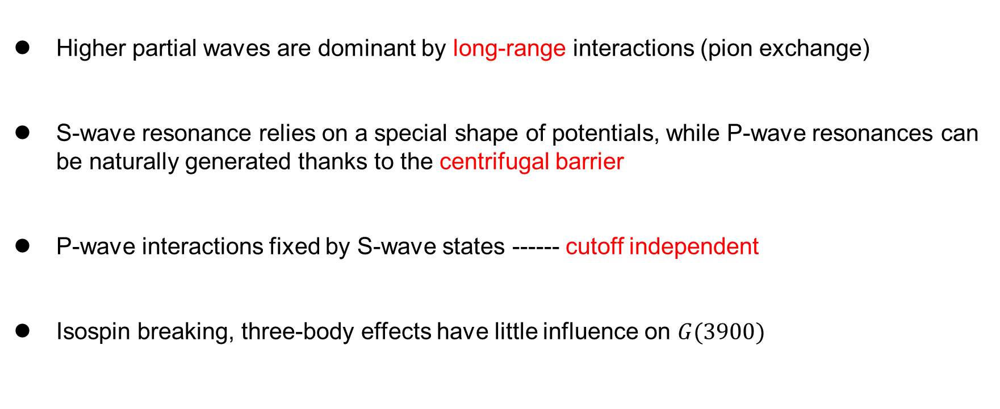 ● Higher partial waves are dominant by long-range interactions (pion exchange)
● S-wave resonance relies on a special shape of potentials, while P-wave resonances can
be naturally generated thanks to the centrifugal barrier
● P-wave interactions fixed by S-wave states ------ cutoff independent
● Isospin breaking, three-body effects have little influence on 𝐺(3900)